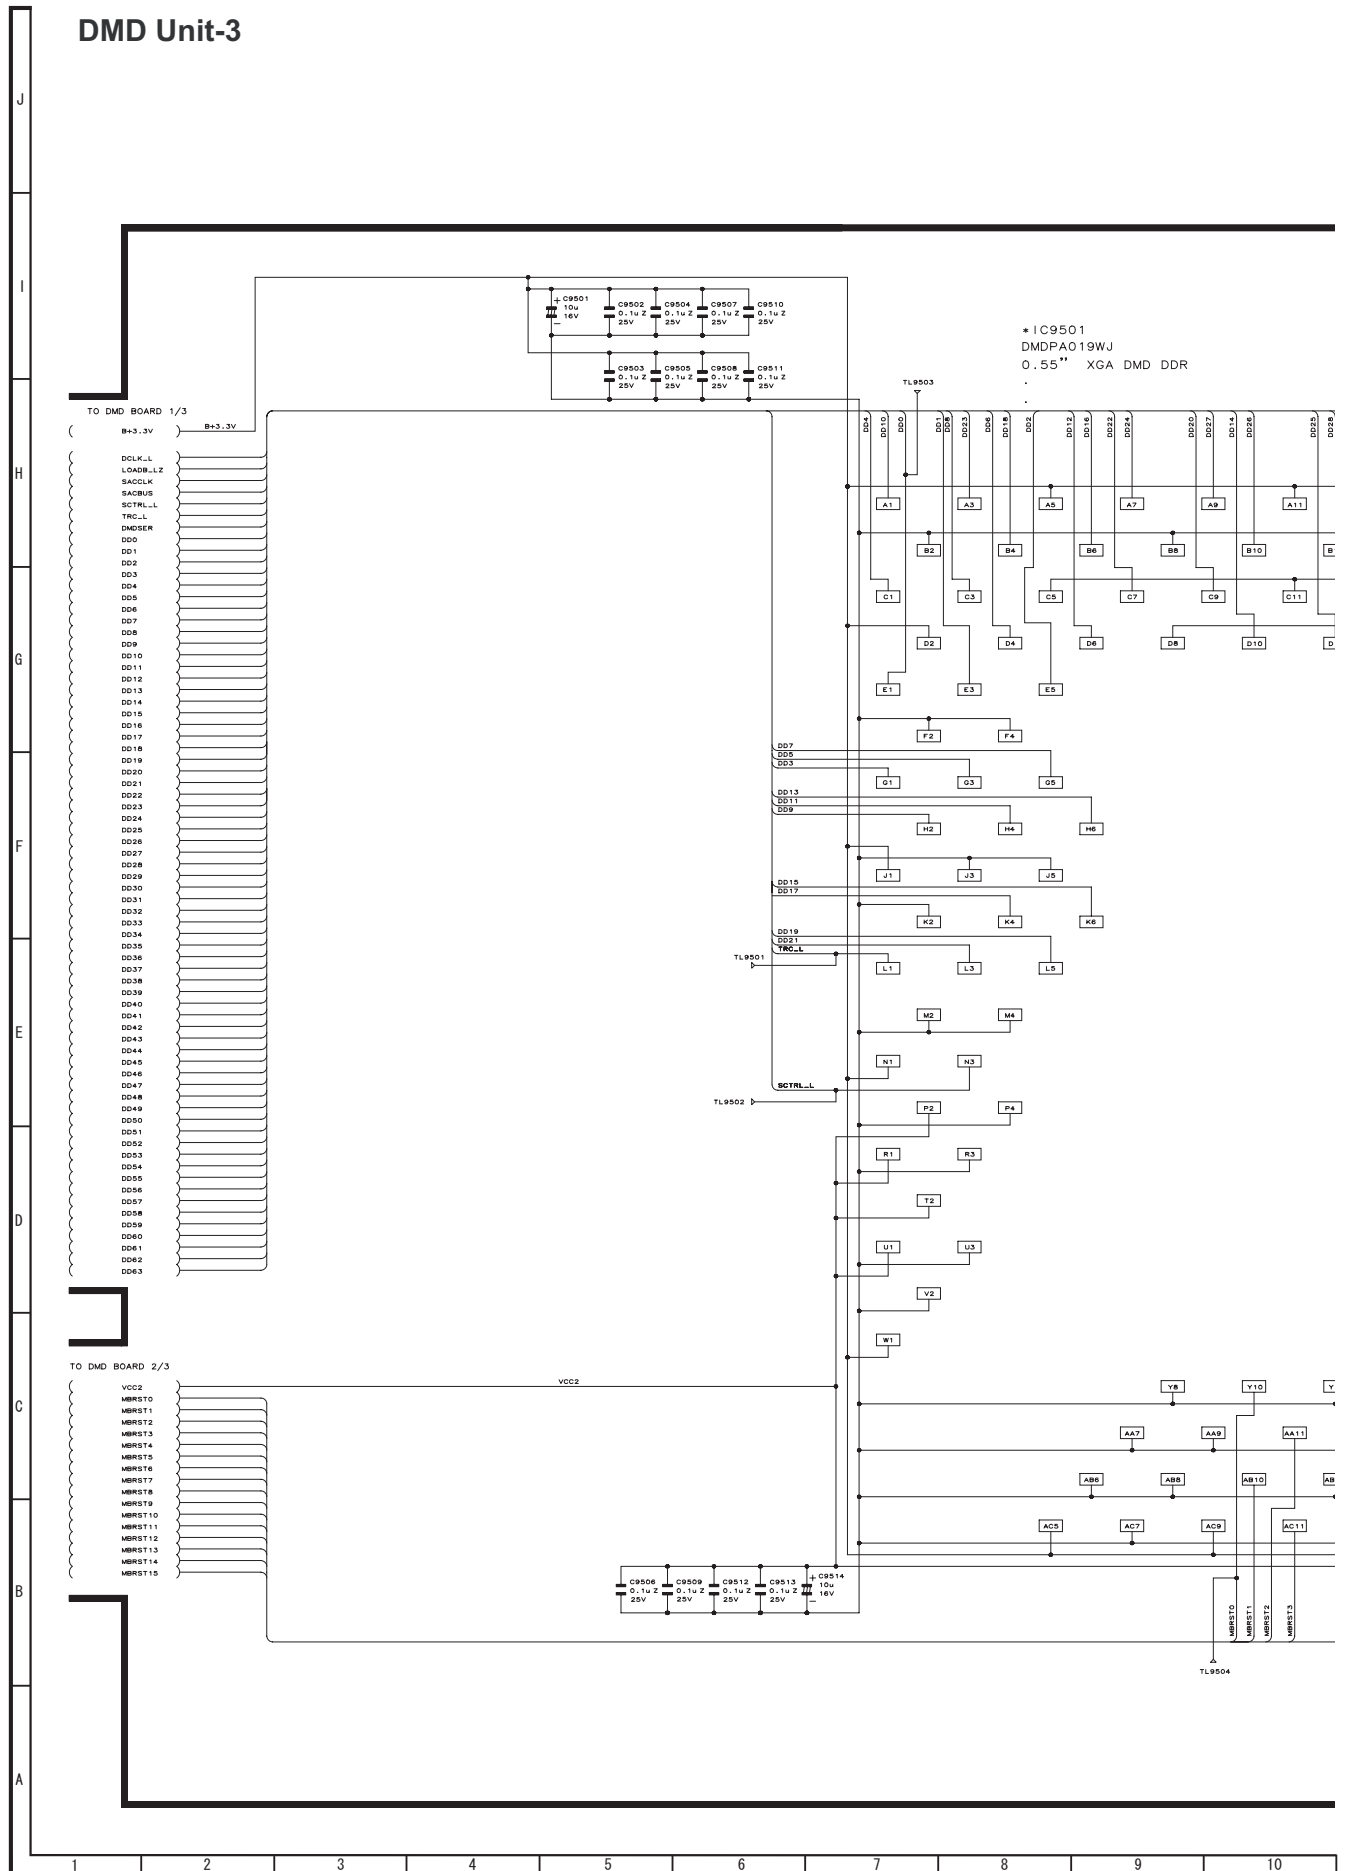 DMD Unit-3
J
I
H
G
F
E
D
C
B
A
C9501
10u
16V
C9502
0.1u Z
25V
C9504
0.1u Z
25V
C9507
0.1u Z
25V
C9510
0.1u Z
25V
C9503
0.1u Z
25V
C9505
0.1u Z
25V
C9508
0.1u Z
25V
C9511
0.1u Z
25V
*IC9501
DMDPA019WJ
0.55" XGA DMD DDR
.
.
TL9503
TO DMD BOARD 1/3
B+3.3V
B+3.3V
DCLK_L
LOADB_LZ
SACCLK
SACBUS
SCTRL_L
TRC_L
DMDSER
DD0
DD1
DD2
DD3
DD4
DD5
DD6
DD7
DD8
DD9
DD10
DD11
DD12
DD13
DD14
DD15
DD16
DD17
DD18
DD19
DD20
DD21
DD22
DD23
DD24
DD25
DD26
DD27
DD28
DD29
DD30
DD31
DD32
DD33
DD34
DD35
DD36
DD37
DD38
DD39
DD40
DD41
DD42
DD43
DD44
DD45
DD46
DD47
DD48
DD49
DD50
DD51
DD52
DD53
DD54
DD55
DD56
DD57
DD58
DD59
DD60
DD61
DD62
DD63
DD4
DD10
DD0
DD1
DD8
DD23
DD6
DD18
DD2
DD12
DD16
DD22
DD24
DD20
DD27
DD14
DD26
DD25
DD28
A1 A3 A5 A7 A9 A11
B2 B4 B6 B8 B10 B
C1 C3 C5 C7 C9 C11
D2 D4 D6 D8 D10 D
E1 E3 E5
F2 F4
DD7
DD5
DD3
G1 G3 G5
DD13
DD11
DD9
H2 H4 H6
J1 J3 J5
DD15
DD17
K2 K4 K6
DD19
DD21
TRC_L
TL9501
L1 L3 L5
M2 M4
N1 N3
SCTRL_L
TL9502
P2 P4
R1 R3
T2
U1 U3
V2
W1
TO DMD BOARD 2/3
VCC2
VCC2
MBRST0
MBRST1
MBRST2
MBRST3
MBRST4
MBRST5
MBRST6
MBRST7
MBRST8
MBRST9
MBRST10
MBRST11
MBRST12
MBRST13
MBRST14
MBRST15
Y8 Y10 Y
AA7 AA9 AA11
AB6 AB8 AB10 AB
AC5 AC7 AC9 AC11
C9506
0.1u Z
25V
C9509
0.1u Z
25V
C9512
0.1u Z
25V
C9513
0.1u Z
25V
C9514
10u
16V
MBRST0
MBRST1
MBRST2
MBRST3
TL9504
1 2 3 4 5 6 7 8 9 10